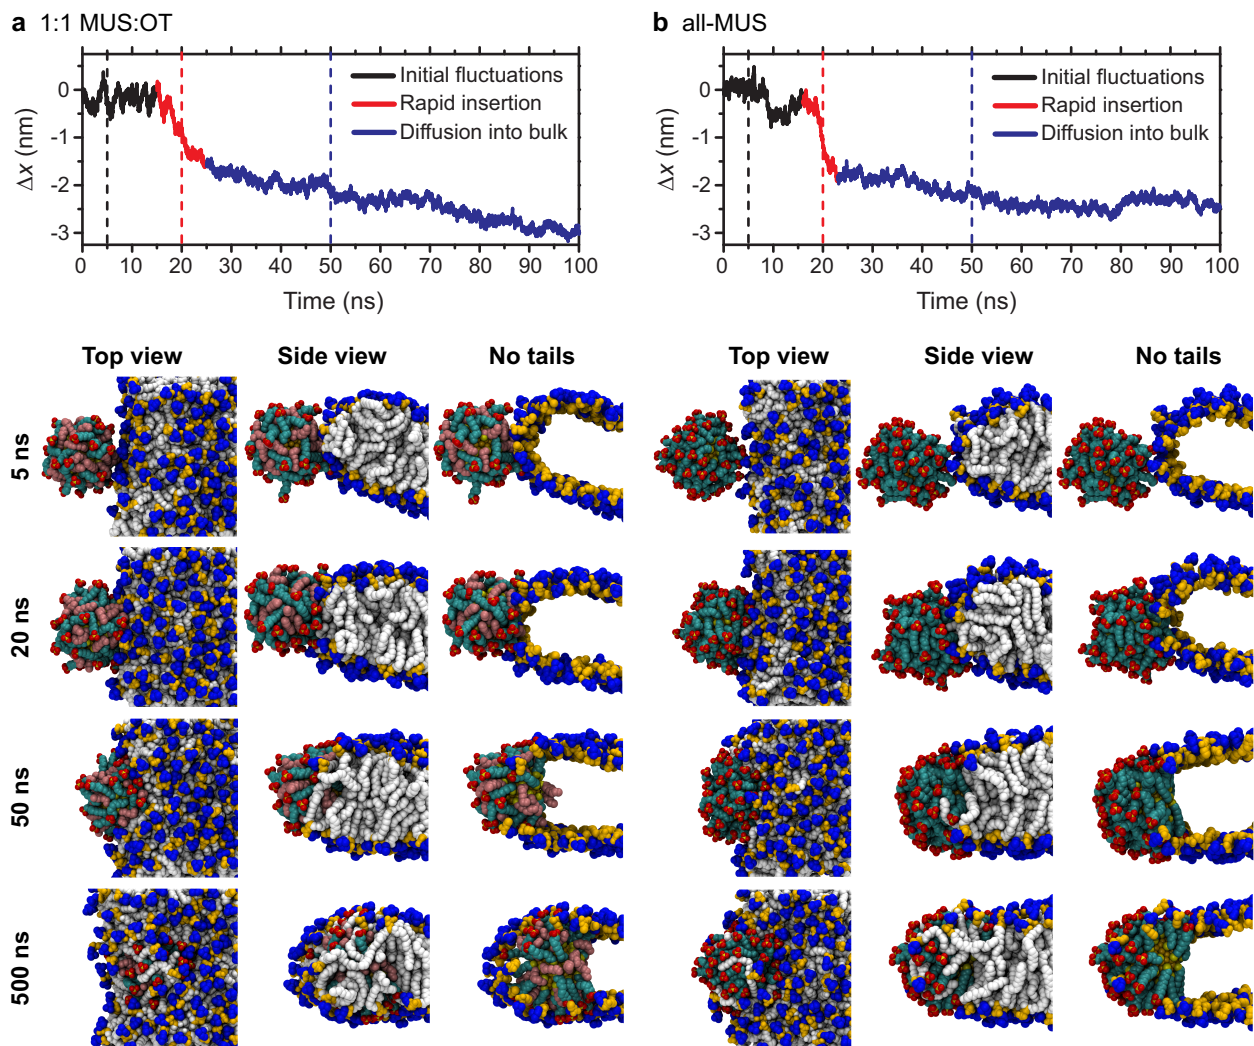 a 1:1 MUS:OT
0
-1
-2
-3
Δx (nm)
Initial fluctuations
Rapid insertion
Diffusion into bulk
0 10 20 30 40 50 60 70 80 90 100
Time (ns)
b all-MUS
0
-1
-2
-3
Δx (nm)
Initial fluctuations
Rapid insertion
Diffusion into bulk
0 10 20 30 40 50 60 70 80 90 100
Time (ns)
Top view Side view No tails Top view Side view No tails
5 ns
20 ns
50 ns
500 ns